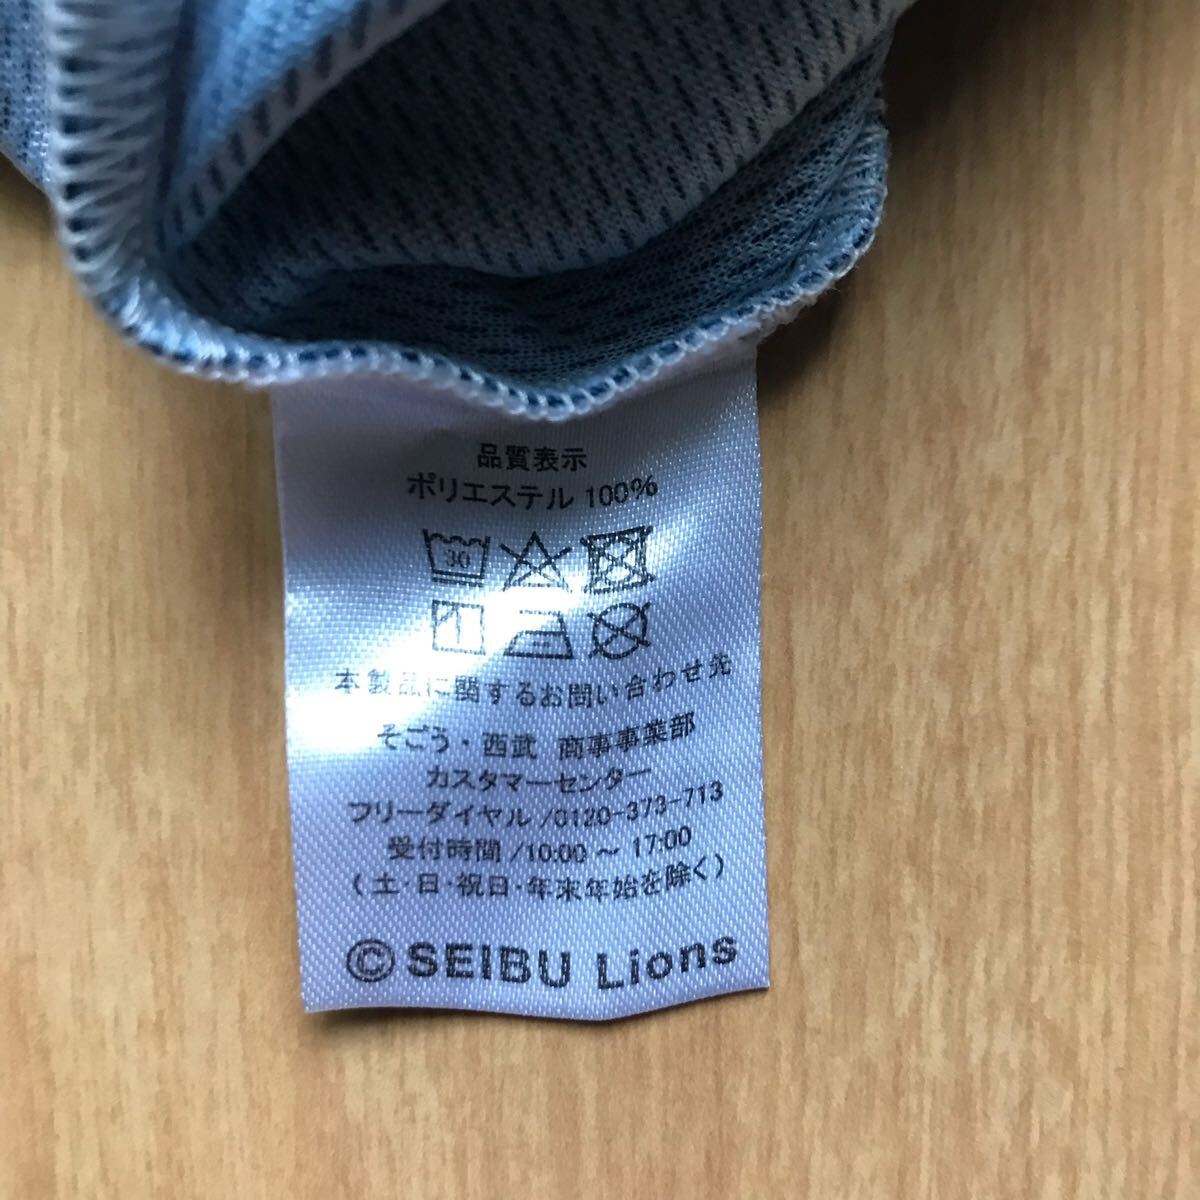 品質表示
ポリエステル 100%
30
本製品に関するお問い合わせ先
そごう・西武 商事事業部
カスタマーセンター
フリーダイヤル /0120-373-713
受付時間 /10:00 ～ 17:00
(土・日・祝日・年末年始を除く)
© SEIBU Lions